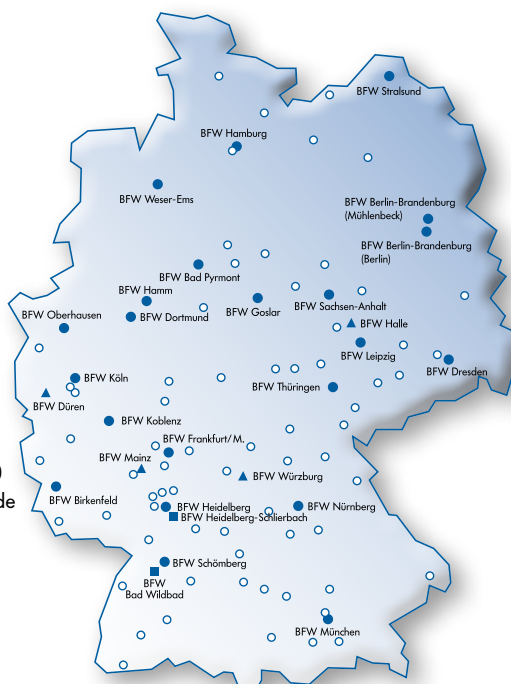 BFW Stralsund
BFW Hamburg
BFW Weser-Ems
BFW Berlin-Brandenburg
(Mühlenbeck)
BFW Berlin-Brandenburg
(Berlin)
BFW Bad Pyrmont
BFW Hamm
BFW Goslar
BFW Sachsen-Anhalt
BFW Oberhausen
BFW Dortmund
BFW Halle
BFW Leipzig
BFW Dresden
BFW Köln
BFW Thüringen
BFW Düren
BFW Koblenz
BFW Frankfurt/M.
BFW Mainz
)
BFW Würzburg
BFW Birkenfeld
de
BFW Heidelberg
BFW Nürnberg
BFW Heidelberg-Schlierbach
BFW Schömberg
BFW
Bad Wildbad
BFW München